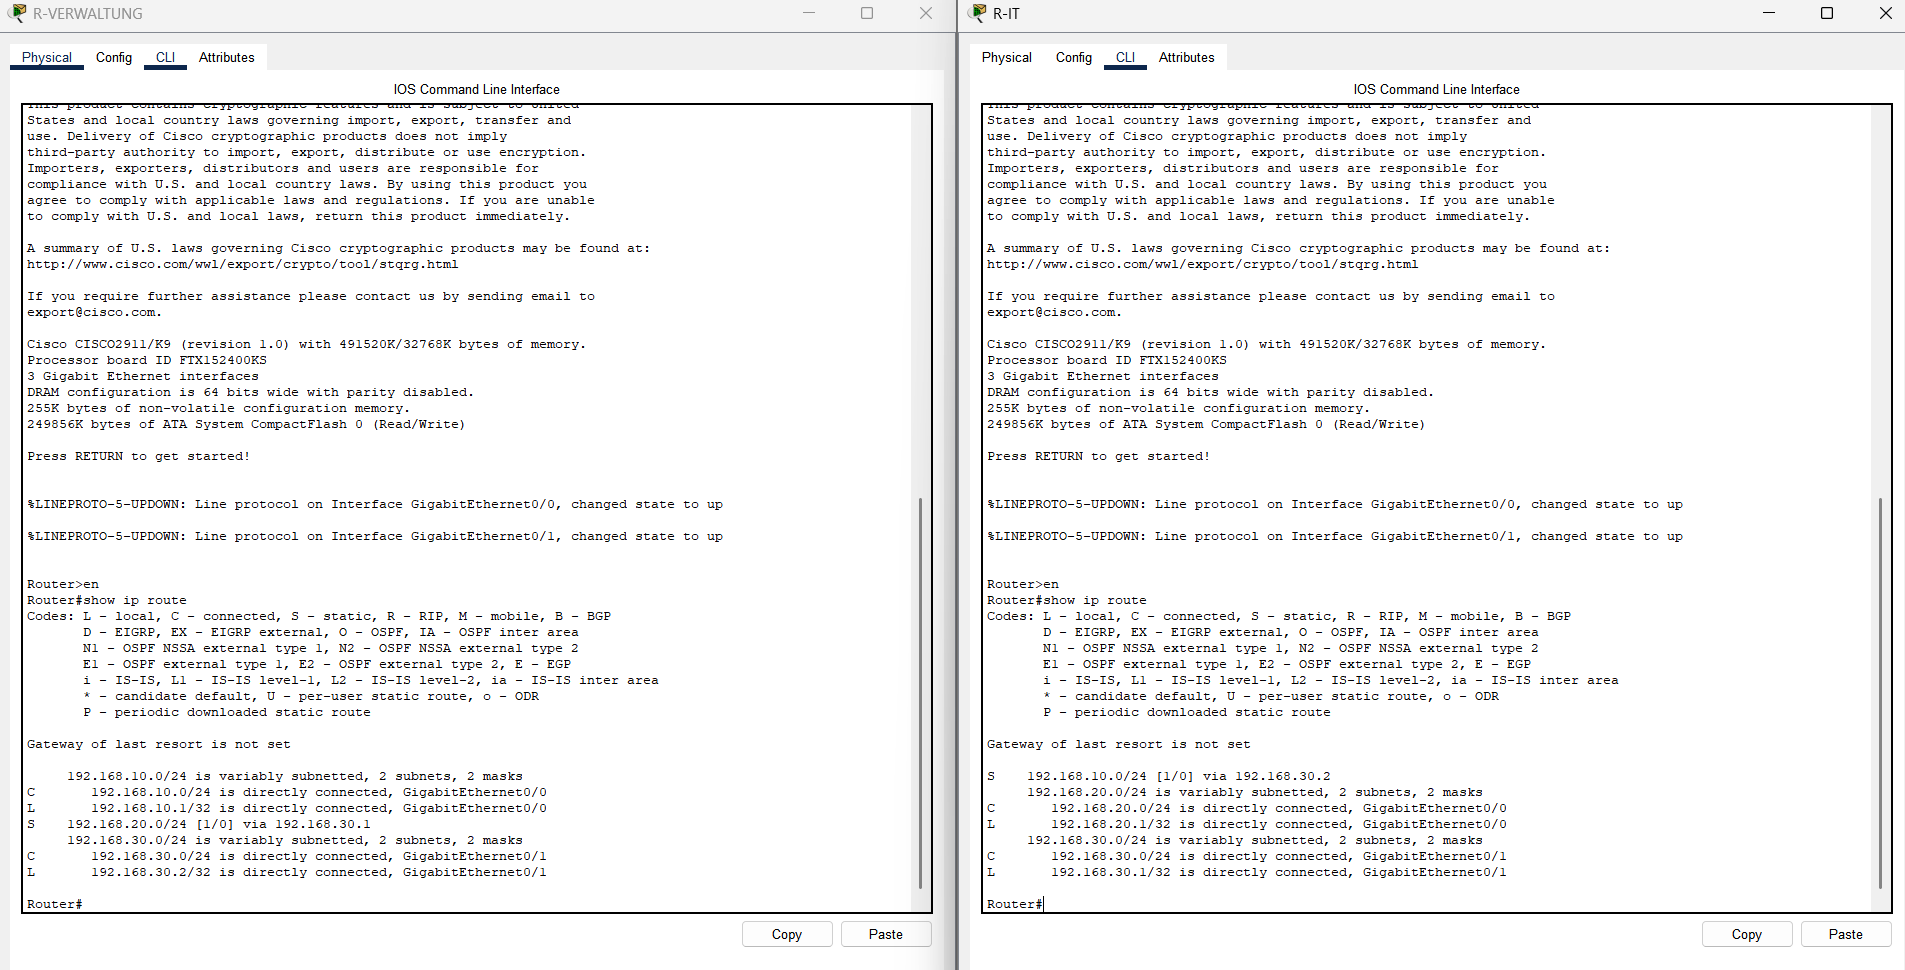 R-VERWALTUNG
Physical Config CLI Attributes
IOS Command Line Interface
This product contains cryptographic features and is subject to United
States and local country laws governing import, export, transfer and
use. Delivery of Cisco cryptographic products does not imply
third-party authority to import, export, distribute or use encryption.
Importers, exporters, distributors and users are responsible for
compliance with U.S. and local country laws. By using this product you
agree to comply with applicable laws and regulations. If you are unable
to comply with U.S. and local laws, return this product immediately.
A summary of U.S. laws governing Cisco cryptographic products may be found at:
http://www.cisco.com/wwl/export/crypto/tool/stqrg.html
If you require further assistance please contact us by sending email to
export@cisco.com.
Cisco CISCO2911/K9 (revision 1.0) with 491520K/32768K bytes of memory.
Processor board ID FTX152400KS
3 Gigabit Ethernet interfaces
DRAM configuration is 64 bits wide with parity disabled.
255K bytes of non-volatile configuration memory.
249856K bytes of ATA System CompactFlash 0 (Read/Write)
Press RETURN to get started!
%LINEPROTO-5-UPDOWN: Line protocol on Interface GigabitEthernet0/0, changed state to up
%LINEPROTO-5-UPDOWN: Line protocol on Interface GigabitEthernet0/1, changed state to up
Router>en
Router#show ip route
Codes: L - local, C - connected, S - static, R - RIP, M - mobile, B - BGP
D - EIGRP, EX - EIGRP external, O - OSPF, IA - OSPF inter area
N1 - OSPF NSSA external type 1, N2 - OSPF NSSA external type 2
E1 - OSPF external type 1, E2 - OSPF external type 2, E - EGP
i - IS-IS, L1 - IS-IS level-1, L2 - IS-IS level-2, ia - IS-IS inter area
* - candidate default, U - per-user static route, o - ODR
P - periodic downloaded static route
Gateway of last resort is not set
192.168.10.0/24 is variably subnetted, 2 subnets, 2 masks
C 192.168.10.0/24 is directly connected, GigabitEthernet0/0
L 192.168.10.1/32 is directly connected, GigabitEthernet0/0
S 192.168.20.0/24 [1/0] via 192.168.30.1
192.168.30.0/24 is variably subnetted, 2 subnets, 2 masks
C 192.168.30.0/24 is directly connected, GigabitEthernet0/1
L 192.168.30.2/32 is directly connected, GigabitEthernet0/1
Router#
Copy Paste
R-IT
Physical Config CLI Attributes
IOS Command Line Interface
This product contains cryptographic features and is subject to United
States and local country laws governing import, export, transfer and
use. Delivery of Cisco cryptographic products does not imply
third-party authority to import, export, distribute or use encryption.
Importers, exporters, distributors and users are responsible for
compliance with U.S. and local country laws. By using this product you
agree to comply with applicable laws and regulations. If you are unable
to comply with U.S. and local laws, return this product immediately.
A summary of U.S. laws governing Cisco cryptographic products may be found at:
http://www.cisco.com/wwl/export/crypto/tool/stqrg.html
If you require further assistance please contact us by sending email to
export@cisco.com.
Cisco CISCO2911/K9 (revision 1.0) with 491520K/32768K bytes of memory.
Processor board ID FTX152400KS
3 Gigabit Ethernet interfaces
DRAM configuration is 64 bits wide with parity disabled.
255K bytes of non-volatile configuration memory.
249856K bytes of ATA System CompactFlash 0 (Read/Write)
Press RETURN to get started!
%LINEPROTO-5-UPDOWN: Line protocol on Interface GigabitEthernet0/0, changed state to up
%LINEPROTO-5-UPDOWN: Line protocol on Interface GigabitEthernet0/1, changed state to up
Router>en
Router#show ip route
Codes: L - local, C - connected, S - static, R - RIP, M - mobile, B - BGP
D - EIGRP, EX - EIGRP external, O - OSPF, IA - OSPF inter area
N1 - OSPF NSSA external type 1, N2 - OSPF NSSA external type 2
E1 - OSPF external type 1, E2 - OSPF external type 2, E - EGP
i - IS-IS, L1 - IS-IS level-1, L2 - IS-IS level-2, ia - IS-IS inter area
* - candidate default, U - per-user static route, o - ODR
P - periodic downloaded static route
Gateway of last resort is not set
S 192.168.10.0/24 [1/0] via 192.168.30.2
192.168.20.0/24 is variably subnetted, 2 subnets, 2 masks
C 192.168.20.0/24 is directly connected, GigabitEthernet0/0
L 192.168.20.1/32 is directly connected, GigabitEthernet0/0
192.168.30.0/24 is variably subnetted, 2 subnets, 2 masks
C 192.168.30.0/24 is directly connected, GigabitEthernet0/1
L 192.168.30.1/32 is directly connected, GigabitEthernet0/1
Router#
Copy Paste